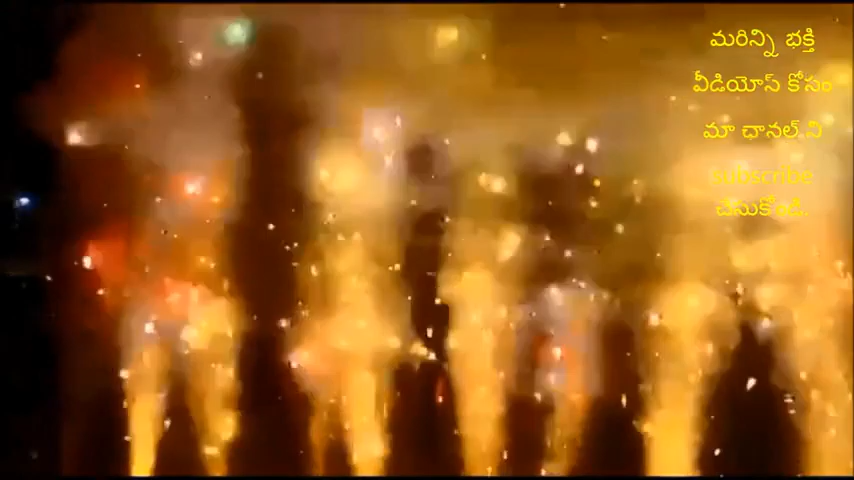 మరిన్ని భక్తి
వీడియోస్ కోసం
మా ఛానల్ ని
subscribe
చేసుకోండి.